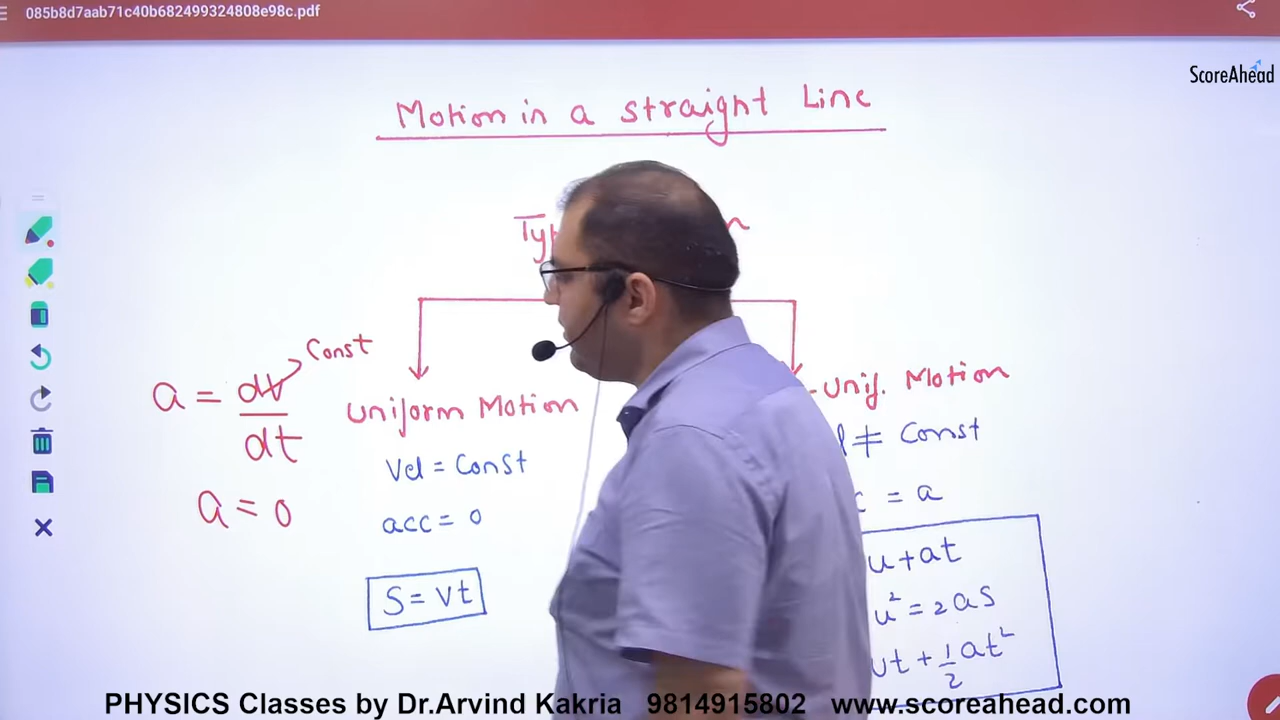 085b8d7aab71c40b682499324808e98c.pdf
ScoreAhead
Motion in a straight Line
Const
a = dv/dt
a = 0
Uniform Motion
Vel = Const
acc = 0
S = Vt
-Unif. Motion
≠ Const
= a
u + at
u² = 2as
ut + 1/2 at²
PHYSICS Classes by Dr.Arvind Kakria 9814915802 www.scoreahead.com